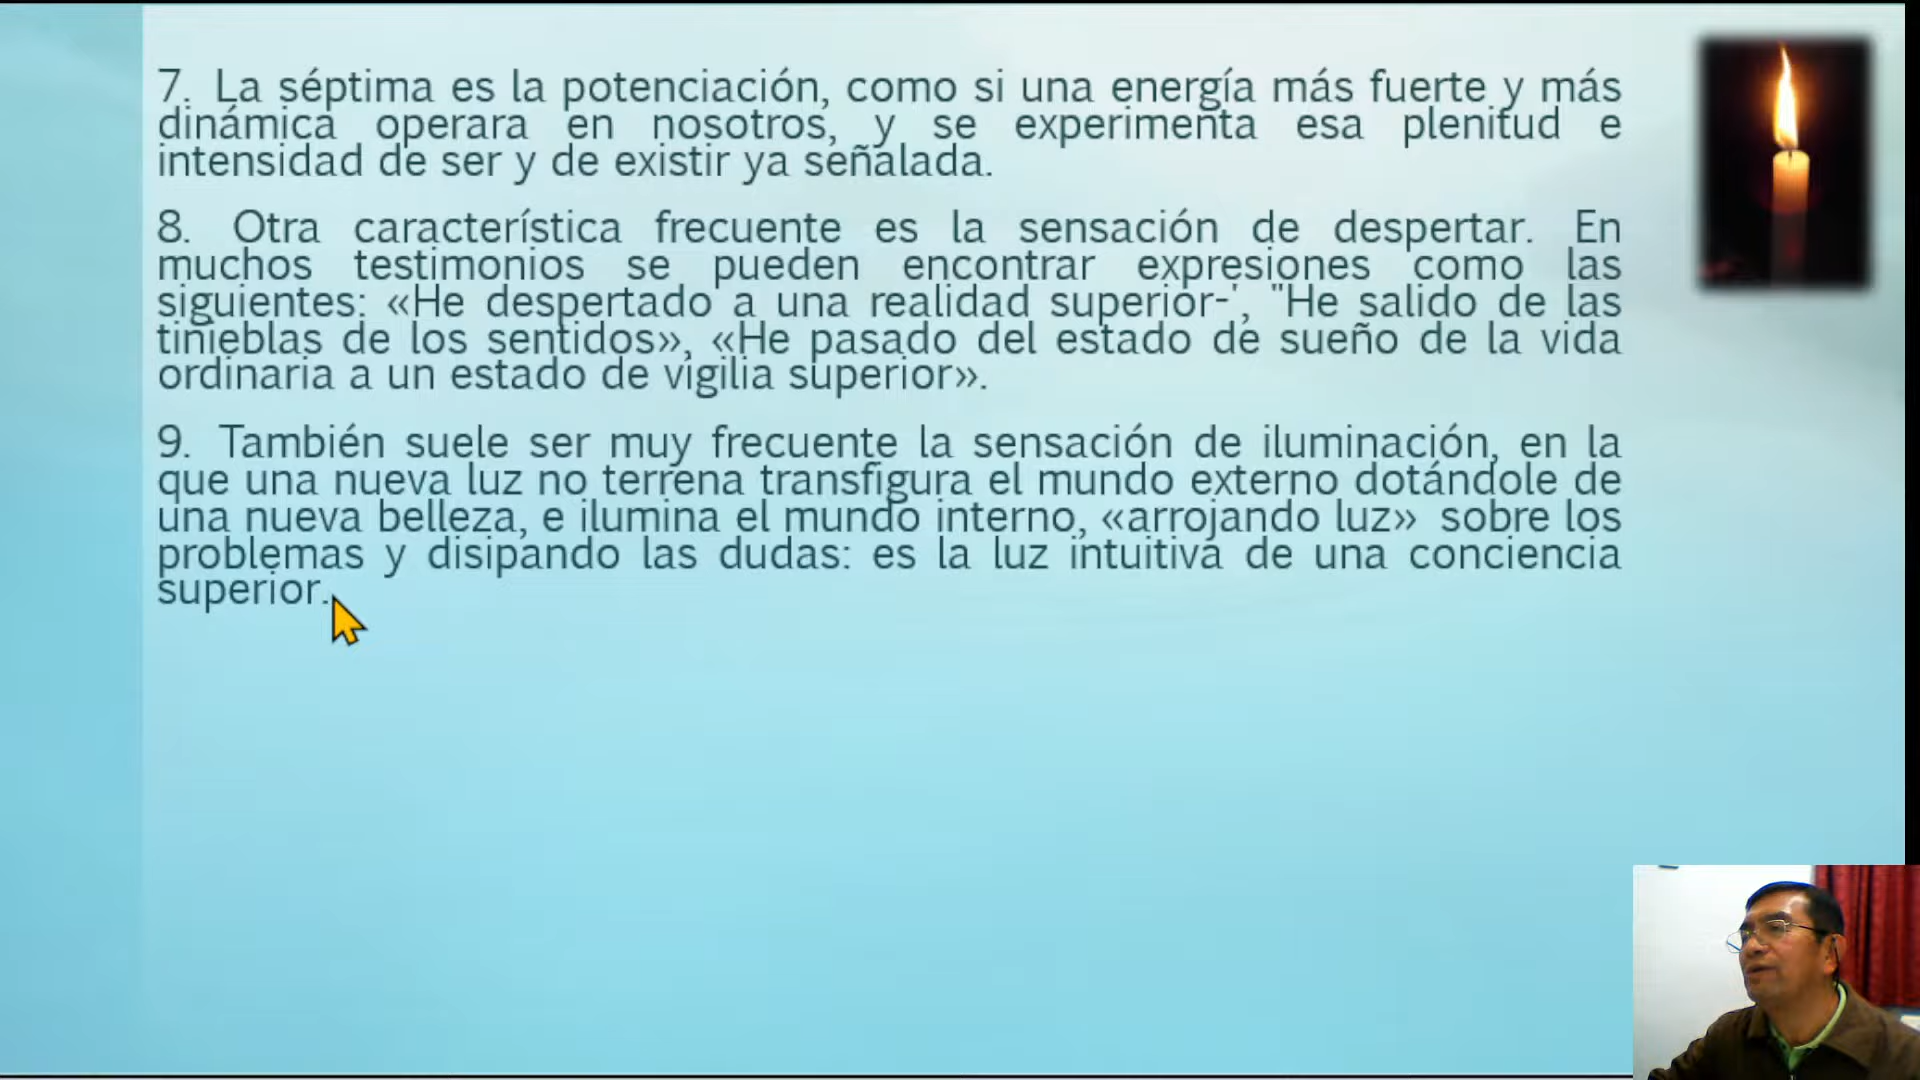 7. La séptima es la potenciación, como si una energía más fuerte y más
dinámica operara en nosotros, y se experimenta esa plenitud e
intensidad de ser y de existir ya señalada.
8. Otra característica frecuente es la sensación de despertar. En
muchos testimonios se pueden encontrar expresiones como las
siguientes: «He despertado a una realidad superior-', "He salido de las
tinieblas de los sentidos», «He pasado del estado de sueño de la vida
ordinaria a un estado de vigilia superior».
9. También suele ser muy frecuente la sensación de iluminación, en la
que una nueva luz no terrena transfigura el mundo externo dotándole de
una nueva belleza, e ilumina el mundo interno, «arrojando luz» sobre los
problemas y disipando las dudas: es la luz intuitiva de una conciencia
superior.